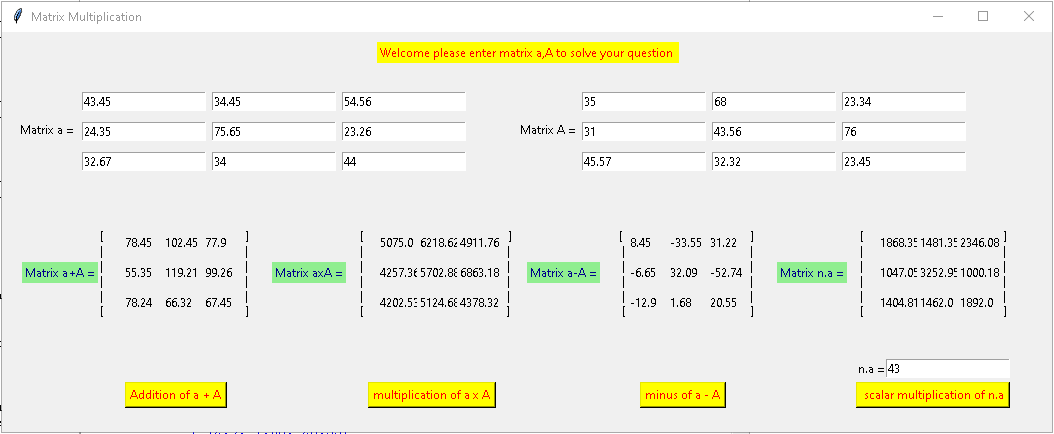 Matrix Multiplication
Welcome please enter matrix a,A to solve your question
43.45 34.45 54.56 35 68 23.34
Matrix a = 24.35 75.65 23.26 Matrix A = 31 43.56 76
32.67 34 44 45.57 32.32 23.45
[ 78.45 102.45 77.9 ] [ 5075.0 6218.62 4911.76 ] [ 8.45 -33.55 31.22 ] [ 1868.35 1481.35 2346.08 ]
Matrix a+A = | 55.35 119.21 99.26 | Matrix axA = | 4257.36 5702.88 6863.18 | Matrix a-A = | -6.65 32.09 -52.74 | Matrix n.a = | 1047.05 3252.95 1000.18 |
[ 78.24 66.32 67.45 ] [ 4202.53 5124.68 4378.32 ] [ -12.9 1.68 20.55 ] [ 1404.81 1462.0 1892.0 ]
n.a = 43
Addition of a + A multiplication of a x A minus of a - A scalar multiplication of n.a